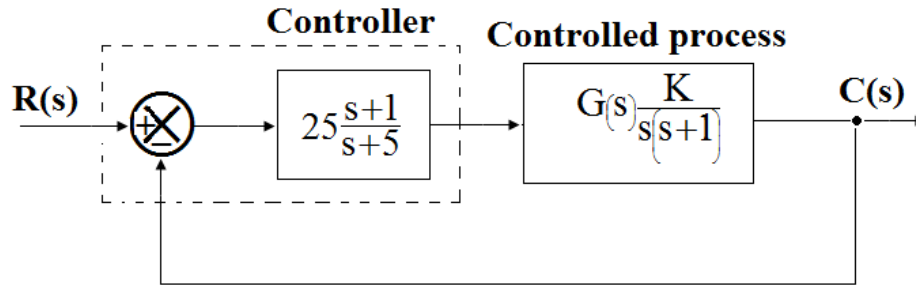 Controller
Controlled process
R(s)
C(s)
+
−
25 s+1
s+5
G(s) K
s(s+1)